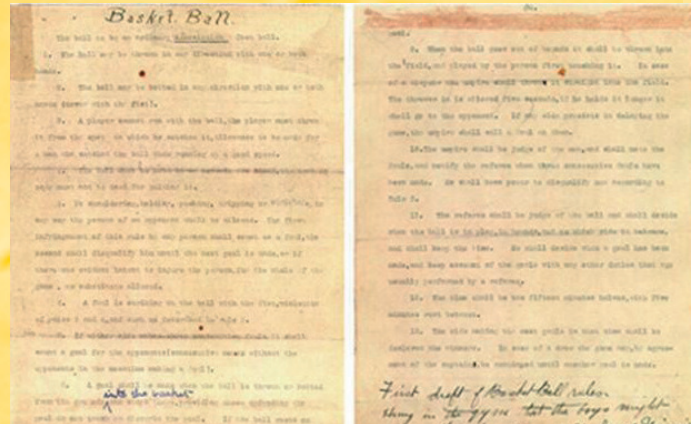 Basket Ball.
The ball to be an ordinary Association foot ball.
1. The ball may be thrown in any direction with one or both
hands.
2. The ball may be batted in any direction with one or both
hands (never with the fist).
3. A player cannot run with the ball, the player must throw
it from the spot on which he catches it, allowance to be made for
a man who catches the ball when running at a good speed.
4. The ball must be held
must not be used for holding it.
5. No shouldering, holding, pushing, tripping or striking, in
any way the person of an opponent shall be allowed. The first
infringement of this rule by any person shall count as a foul, the
second shall disqualify him until the next goal is made, or if
there was evident intent to injure the person, for the whole of the
game, no substitute allowed.
6. A foul is striking at the ball with the fist, violation
of rules 3 and 4, and such as described in rule 5.
7. If either side makes three consecutive fouls, it shall
count a goal for the opponents (consecutive means without the
opponents in the meantime making a foul).
8. A goal shall be made when the ball is thrown or batted
into the basket
from the grounds
If the ball rests on
9. When the ball goes out of bounds it shall be thrown into
the field, and played by the person first touching it. In case
of a dispute the umpire shall throw it straight into the field.
The thrower in is allowed five seconds, if he holds it longer it
shall go to the opponent. If any side persists in delaying the
game, the umpire shall call a foul on them.
10. The umpire shall be judge of the men, and shall note the
fouls, and notify the referee when three consecutive fouls have
been made. He shall have power to disqualify men according to
Rule 5.
11. The referee shall be judge of the ball and shall decide
when the ball is in play, in bounds, and to which side it belongs,
and shall keep the time. He shall decide when a goal has been
made, and keep account of the goals with any other duties that are
usually performed by a referee.
12. The time shall be two fifteen minutes halves, with five
minutes rest between.
13. The side making the most goals in that time shall be
declared the winners. In case of a draw the game may, by agree-
ment of the captains, be continued until another goal is made.
First draft of Basket Ball rules.
Hung in the gym that the boys might